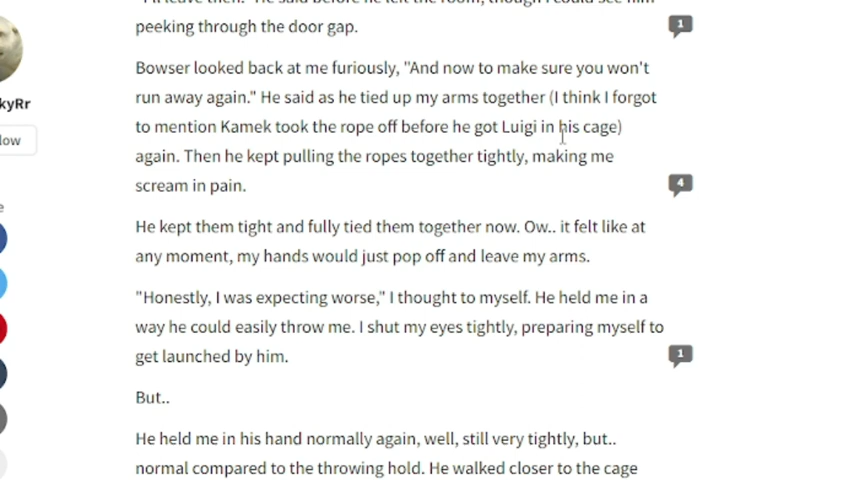 peeking through the door gap.
1
kyRr
Bowser looked back at me furiously, "And now to make sure you won't
run away again." He said as he tied up my arms together (I think I forgot
low
to mention Kamek took the rope off before he got Luigi in his cage)
again. Then he kept pulling the ropes together tightly, making me
scream in pain.
4
He kept them tight and fully tied them together now. Ow.. it felt like at
any moment, my hands would just pop off and leave my arms.
"Honestly, I was expecting worse," I thought to myself. He held me in a
way he could easily throw me. I shut my eyes tightly, preparing myself to
get launched by him.
1
But..
He held me in his hand normally again, well, still very tightly, but..
normal compared to the throwing hold. He walked closer to the cage